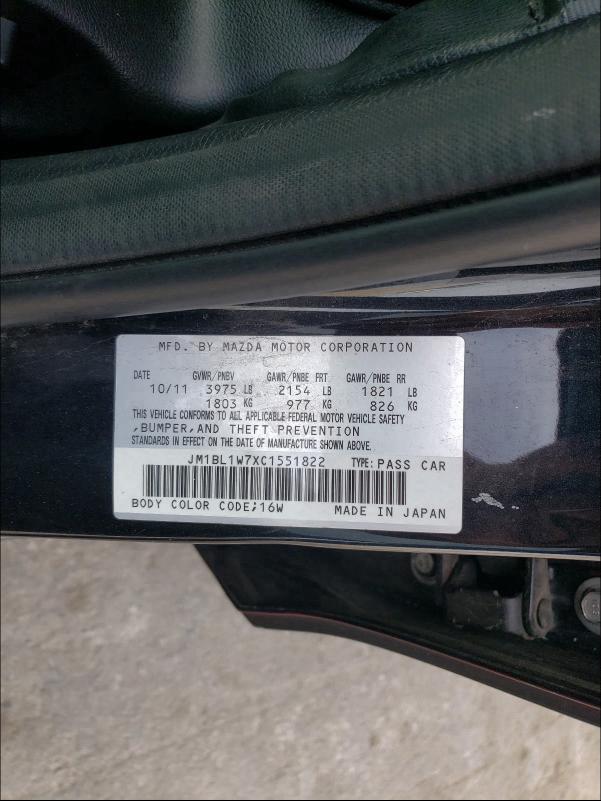 MFD. BY MAZDA MOTOR CORPORATION
DATE GVWR/PNBV GAWR/PNBE FRT GAWR/PNBE RR
10/11 3975 LB 2154 LB 1821 LB
1803 KG 977 KG 826 KG
THIS VEHICLE CONFORMS TO ALL APPLICABLE FEDERAL MOTOR VEHICLE SAFETY
,BUMPER,AND THEFT PREVENTION
STANDARDS IN EFFECT ON THE DATE OF MANUFACTURE SHOWN ABOVE.
JM1BL1W7XC1551822 TYPE: PASS CAR
BODY COLOR CODE;16W MADE IN JAPAN